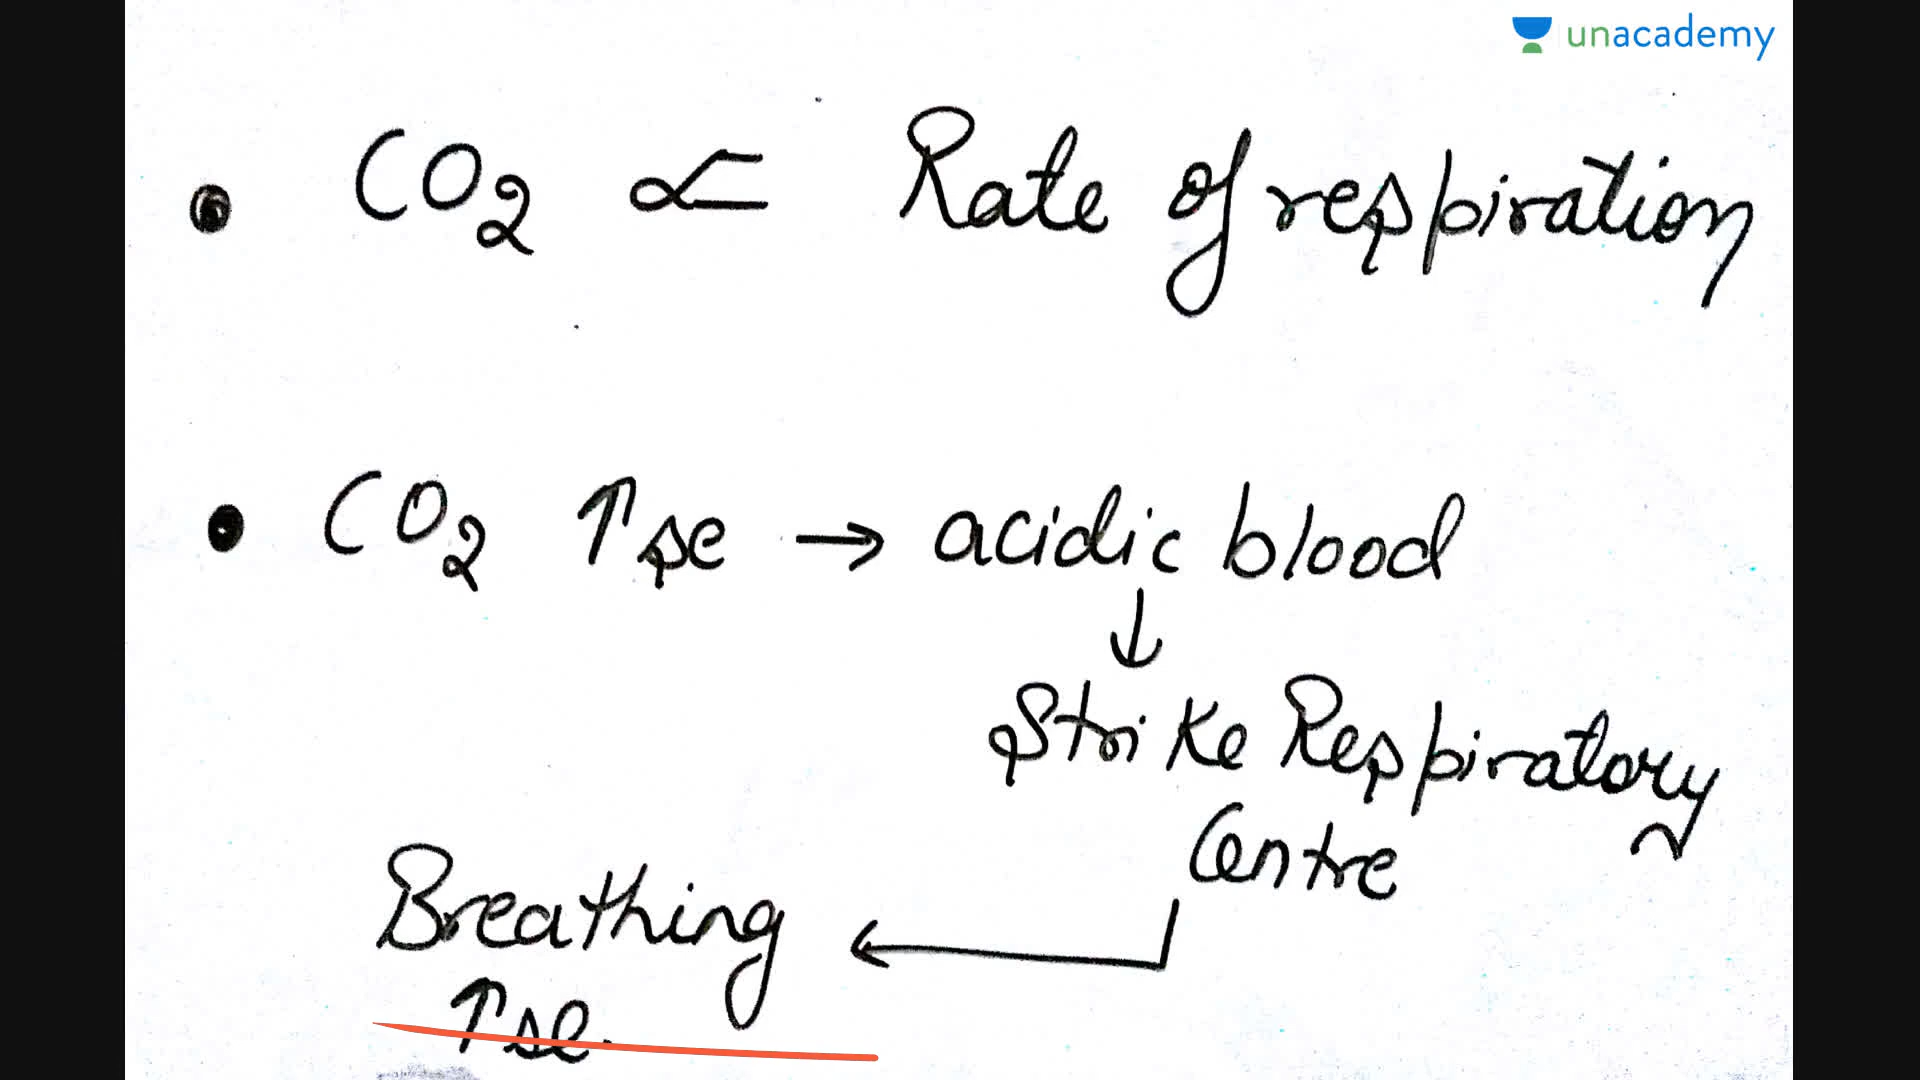 unacademy
• CO₂ ∝ Rate of respiration
• CO₂ ↑se → acidic blood
↓
Strike Respiratory
Centre
←
Breathing
↑se.